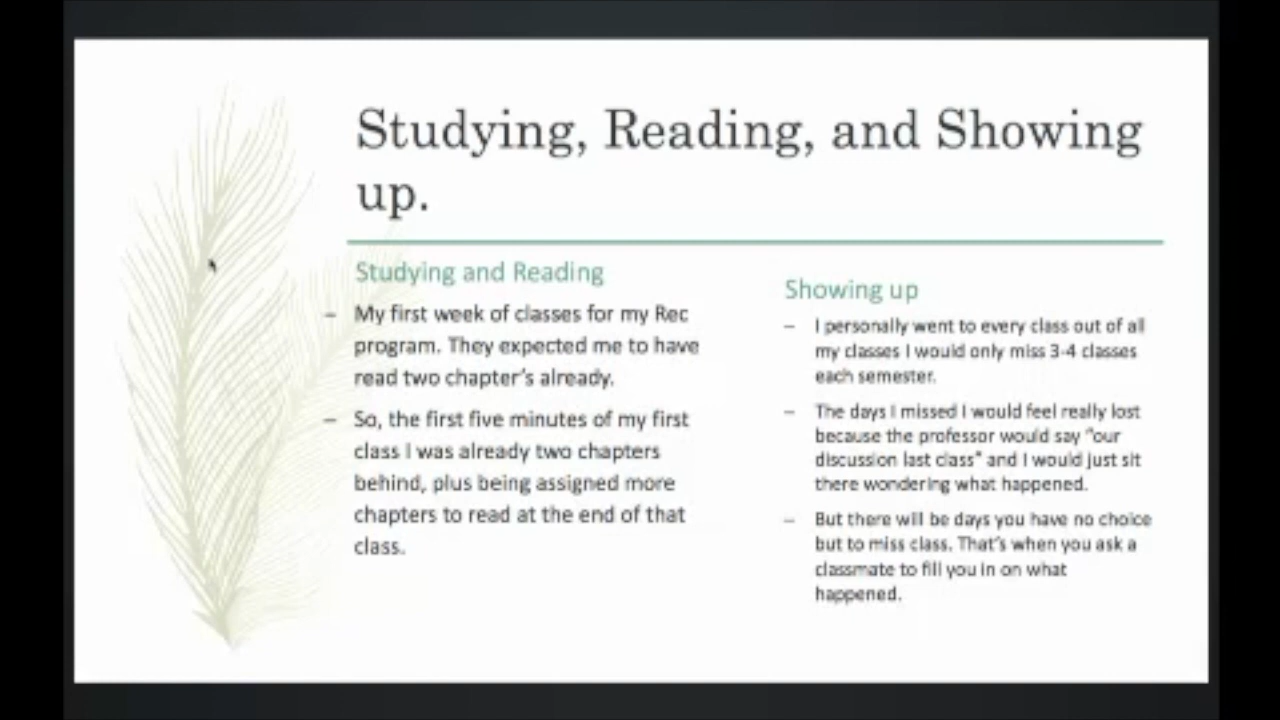 Studying, Reading, and Showing
up.
Studying and Reading
– My first week of classes for my Rec
program. They expected me to have
read two chapter’s already.
– So, the first five minutes of my first
class I was already two chapters
behind, plus being assigned more
chapters to read at the end of that
class.
Showing up
– I personally went to every class out of all
my classes I would only miss 3-4 classes
each semester.
– The days I missed I would feel really lost
because the professor would say “our
discussion last class” and I would just sit
there wondering what happened.
– But there will be days you have no choice
but to miss class. That’s when you ask a
classmate to fill you in on what
happened.